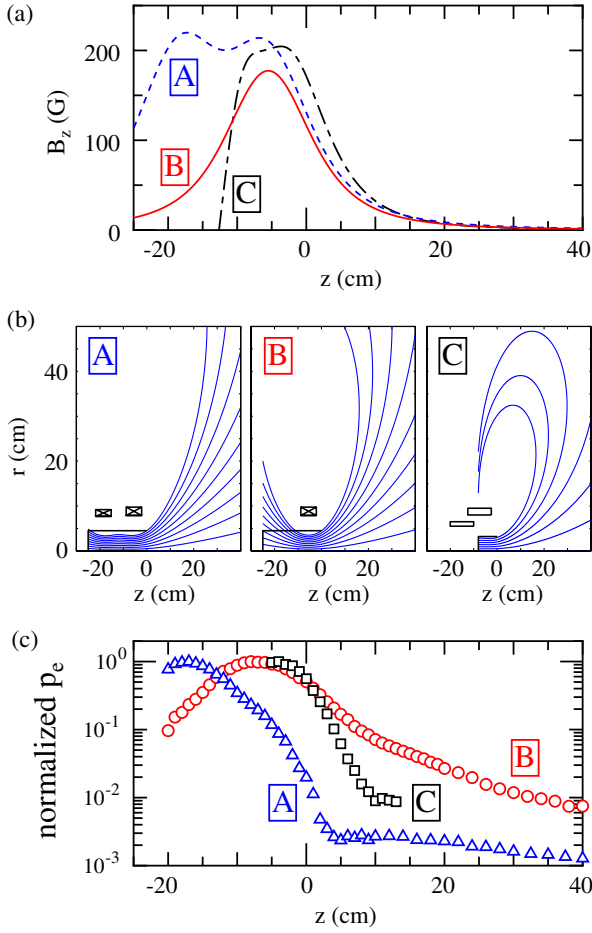 (a)
200
100
0
B_z (G)
A
B
C
-20 0 20 40
z (cm)
(b)
40
20
0
r (cm)
A B C
-20 0 20 -20 0 20 -20 0 20
z (cm) z (cm) z (cm)
(c)
10^0
10^-1
10^-2
10^-3
normalized p_e
A
B
C
-20 0 20 40
z (cm)